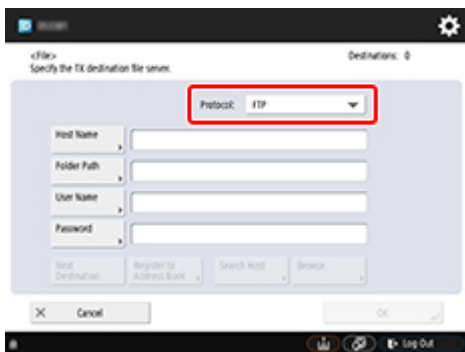 <File>
Destinations: 0
Specify the TX destination file server.
Protocol: FTP
Host Name
Folder Path
User Name
Password
Next Destination
Register to Address Book
Search Host
Browse
Cancel
OK
Log Out